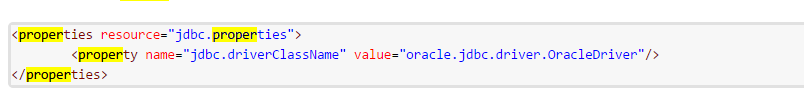 <properties resource="jdbc.properties">
<property name="jdbc.driverClassName" value="oracle.jdbc.driver.OracleDriver"/>
</properties>